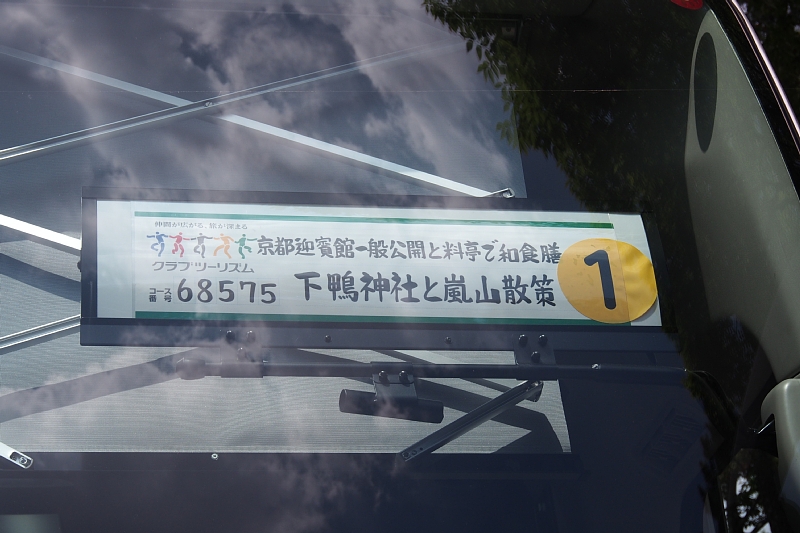 仲間が広がる、旅が深まる
クラブツーリズム
京都迎賓館一般公開と料亭で和食膳
コース番号 68575
下鴨神社と嵐山散策
1